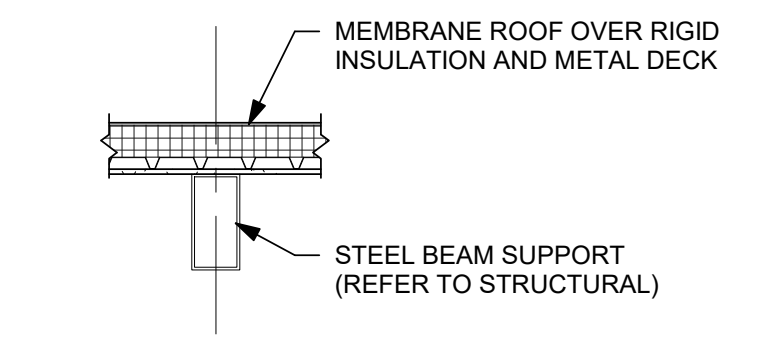 MEMBRANE ROOF OVER RIGID
INSULATION AND METAL DECK
STEEL BEAM SUPPORT
(REFER TO STRUCTURAL)